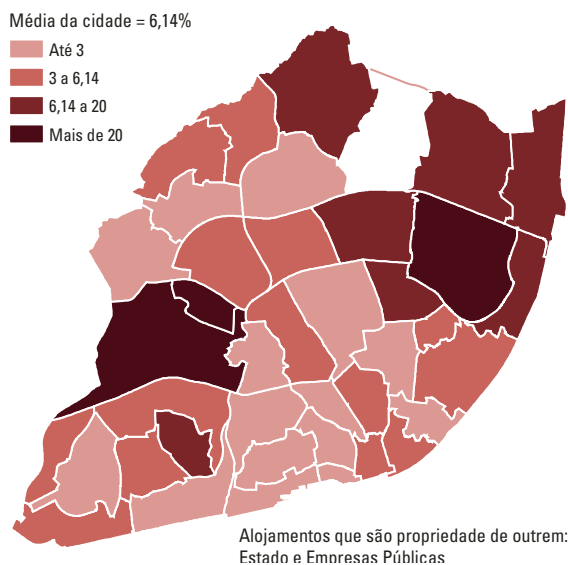 Média da cidade = 6,14%
Até 3
3 a 6,14
6,14 a 20
Mais de 20
Alojamentos que são propriedade de outrem:
Estado e Empresas Públicas